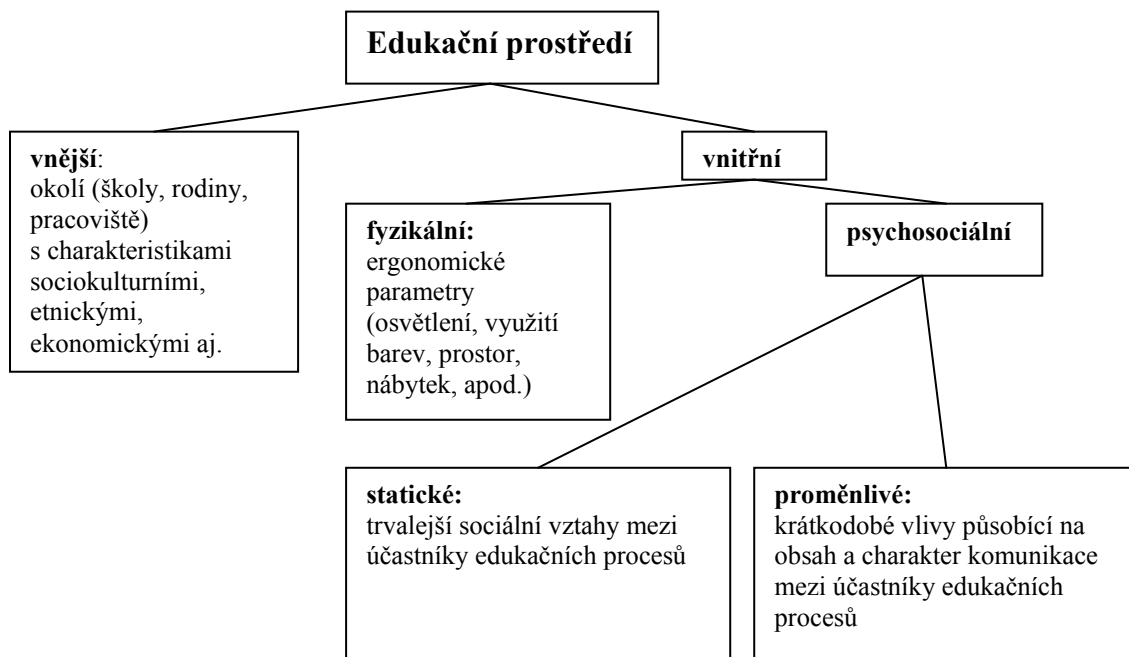 Edukační prostředí
vnější:
okolí (školy, rodiny,
pracoviště)
s charakteristikami
sociokulturními,
etnickými,
ekonomickými aj.
vnitřní
fyzikální:
ergonomické
parametry
(osvětlení, využití
barev, prostor,
nábytek, apod.)
psychosociální
statické:
trvalejší sociální vztahy mezi
účastníky edukačních procesů
proměnlivé:
krátkodobé vlivy působící na
obsah a charakter komunikace
mezi účastníky edukačních
procesů